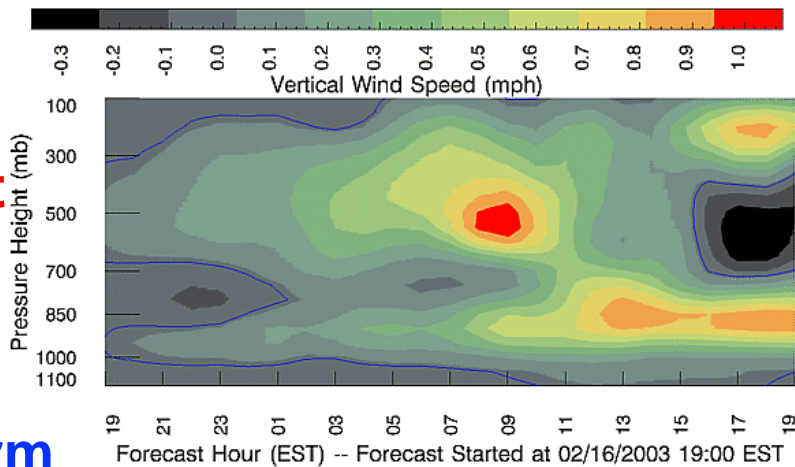 -0.3 -0.2 -0.1 0.0 0.1 0.2 0.3 0.4 0.5 0.6 0.7 0.8 0.9 1.0
Vertical Wind Speed (mph)
Pressure Height (mb)
100
300
500
700
850
1000
1100
19 21 23 01 03 05 07 09 11 13 15 17 19
Forecast Hour (EST) -- Forecast Started at 02/16/2003 19:00 EST
rm